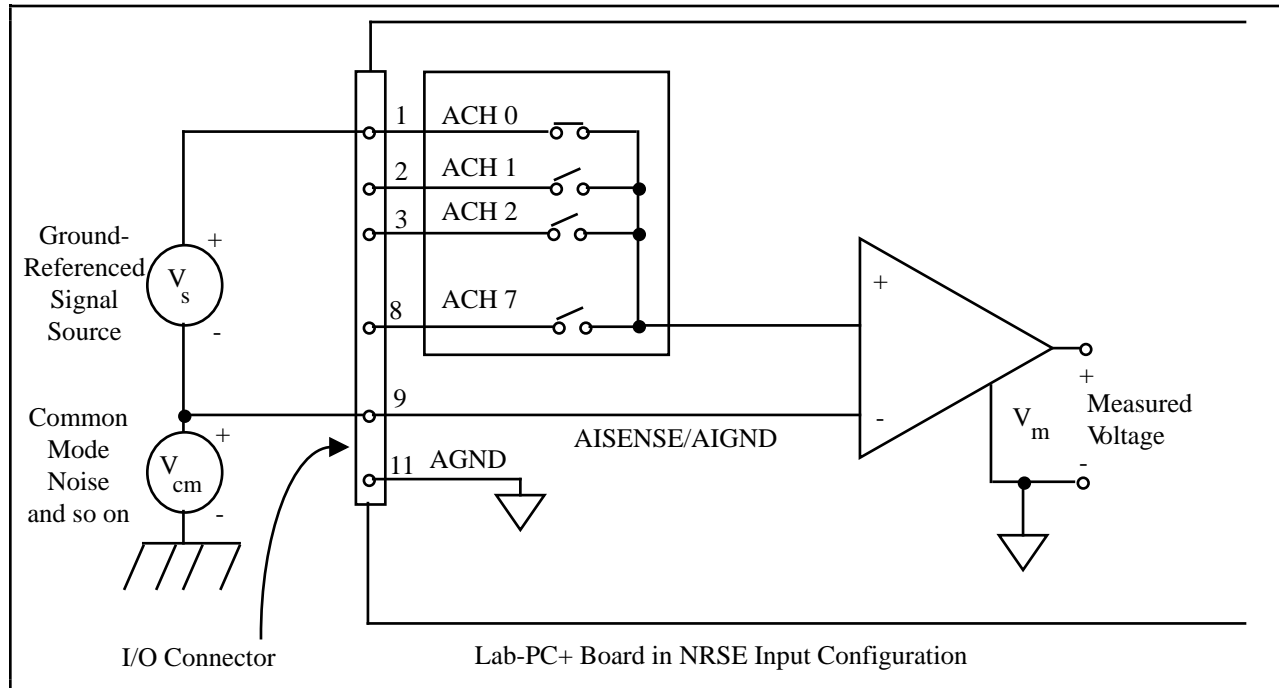 1
ACH 0
2
ACH 1
3
ACH 2
8
ACH 7
Ground-
Referenced
Signal
Source
+
V
s
-
Common
Mode
Noise
and so on
+
V
cm
-
9
AISENSE/AIGND
11
AGND
+
-
V
m
+
Measured
Voltage
-
I/O Connector
Lab-PC+ Board in NRSE Input Configuration